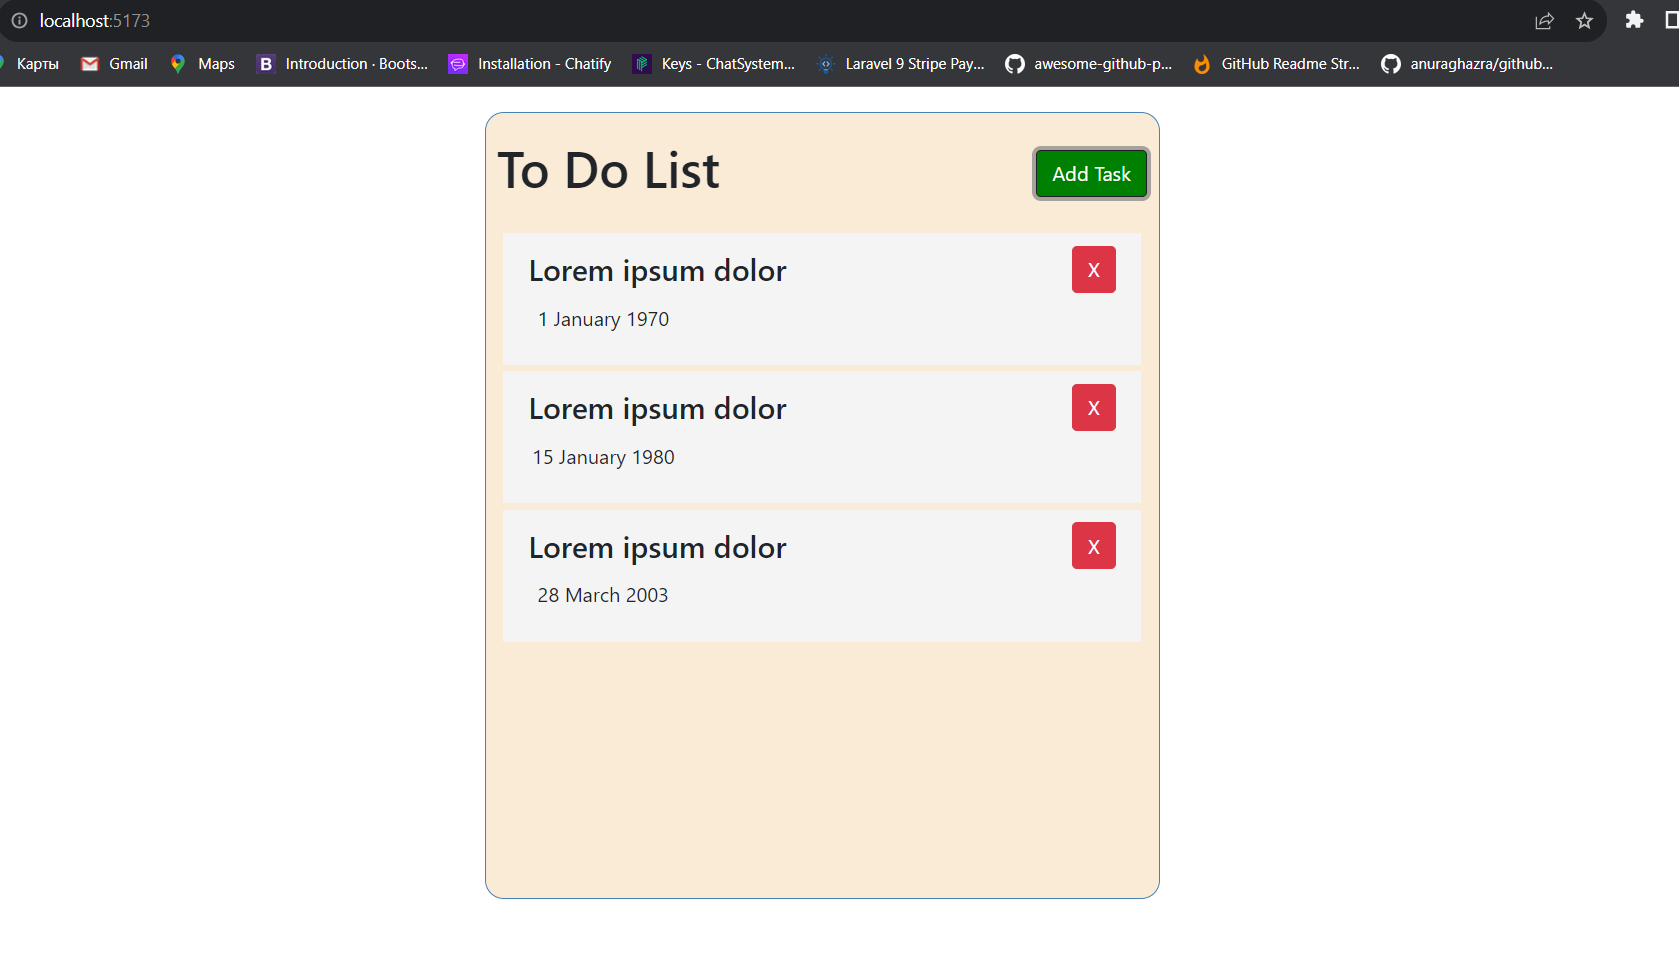 localhost:5173
Карты Gmail Maps Introduction · Boots... Installation - Chatify Keys - ChatSystem... Laravel 9 Stripe Pay... awesome-github-p... GitHub Readme Str... anuraghazra/github...
To Do List
Add Task
Lorem ipsum dolor
X
1 January 1970
Lorem ipsum dolor
X
15 January 1980
Lorem ipsum dolor
X
28 March 2003